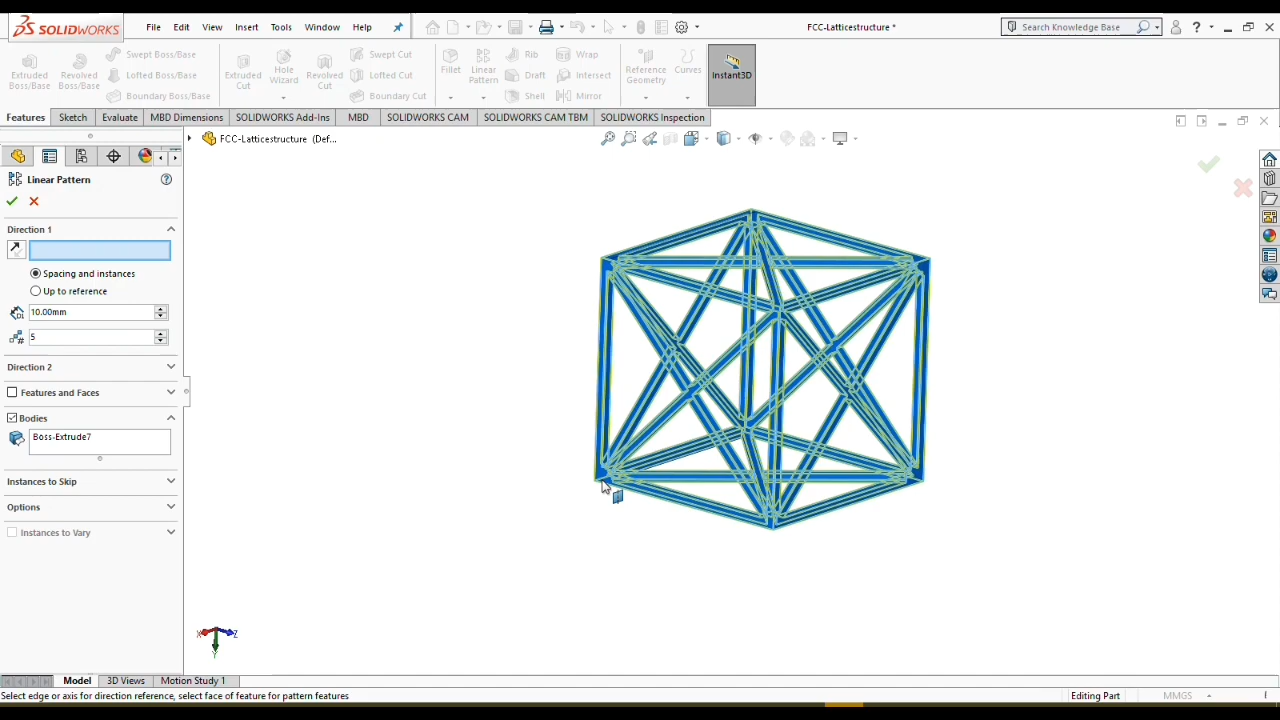 SOLIDWORKS
File Edit View Insert Tools Window Help
FCC-Latticestructure *
Search Knowledge Base
Extruded Boss/Base
Revolved Boss/Base
Swept Boss/Base
Lofted Boss/Base
Boundary Boss/Base
Extruded Cut
Hole Wizard
Revolved Cut
Swept Cut
Lofted Cut
Boundary Cut
Fillet
Linear Pattern
Rib
Draft
Shell
Wrap
Intersect
Mirror
Reference Geometry
Curves
Instant3D
Features Sketch Evaluate MBD Dimensions SOLIDWORKS Add-Ins MBD SOLIDWORKS CAM SOLIDWORKS CAM TBM SOLIDWORKS Inspection
FCC-Latticestructure (Def...
Linear Pattern
Direction 1
Spacing and instances
Up to reference
D1
10.00mm
#
5
Direction 2
Features and Faces
Bodies
Boss-Extrude7
Instances to Skip
Options
Instances to Vary
X Z
Y
Model 3D Views Motion Study 1
Select edge or axis for direction reference, select face of feature for pattern features
Editing Part
MMGS